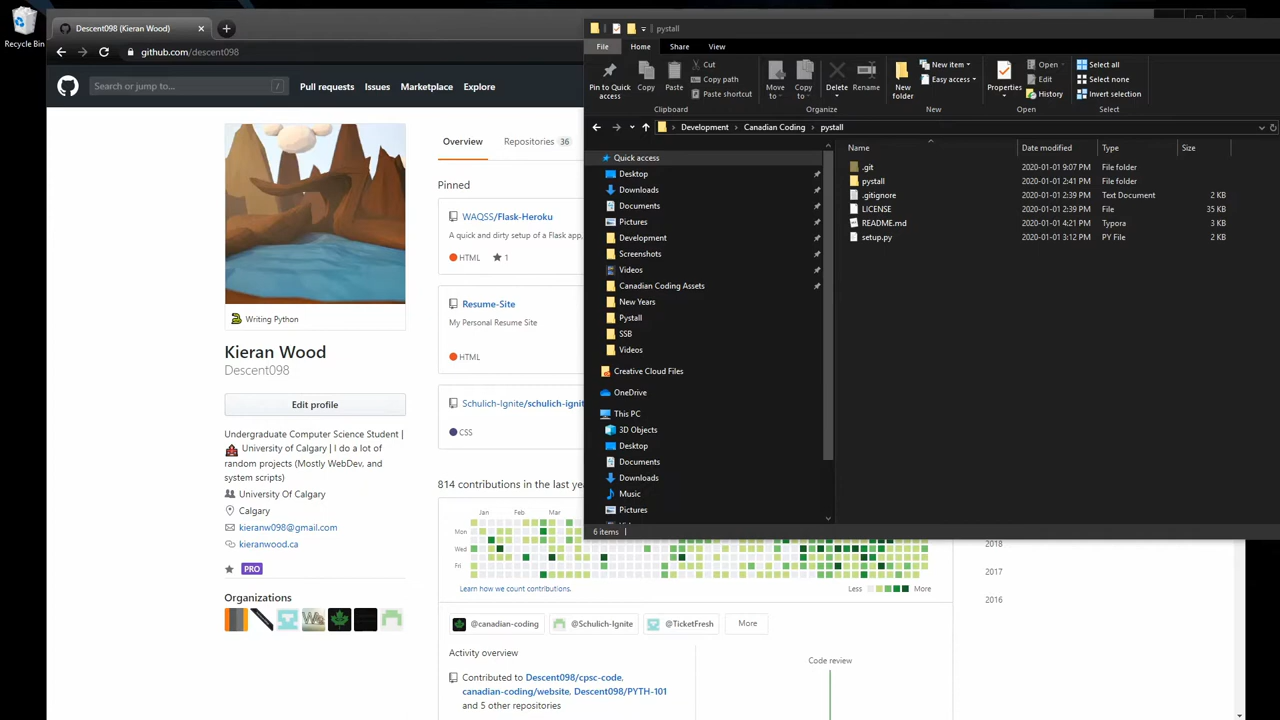 Recycle Bin
Descent098 (Kieran Wood)
github.com/descent098
Search or jump to...
/
Pull requests
Issues
Marketplace
Explore
Overview
Repositories 36
Pinned
WAQSS/Flask-Heroku
A quick and dirty setup of a Flask app,
HTML
1
Resume-Site
My Personal Resume Site
HTML
Schulich-Ignite/schulich-ignit
CSS
Writing Python
Kieran Wood
Descent098
Edit profile
Undergraduate Computer Science Student |
University of Calgary | I do a lot of
random projects (Mostly WebDev, and
system scripts)
University Of Calgary
Calgary
kieranw098@gmail.com
kieranwood.ca
PRO
Organizations
814 contributions in the last ye
Jan
Feb
Mar
Mon
Wed
Fri
Learn how we count contributions.
Less
More
@canadian-coding
@Schulich-Ignite
@TicketFresh
More
Activity overview
Contributed to Descent098/cpsc-code,
canadian-coding/website, Descent098/PYTH-101
and 5 other repositories
Code review
2018
2017
2016
pystall
File
Home
Share
View
Pin to Quick
access
Copy
Paste
Cut
Copy path
Paste shortcut
Clipboard
Move
to
Copy
to
Delete
Rename
Organize
New
folder
New item
Easy access
New
Properties
Open
Edit
History
Open
Select all
Select none
Invert selection
Select
Development
Canadian Coding
pystall
Quick access
Desktop
Downloads
Documents
Pictures
Development
Screenshots
Videos
Canadian Coding Assets
New Years
Pystall
SSB
Videos
Creative Cloud Files
OneDrive
This PC
3D Objects
Desktop
Documents
Downloads
Music
Pictures
Name
Date modified
Type
Size
.git 2020-01-01 9:07 PM File folder
pystall 2020-01-01 2:41 PM File folder
.gitignore 2020-01-01 2:39 PM Text Document 2 KB
LICENSE 2020-01-01 2:39 PM File 35 KB
README.md 2020-01-01 4:21 PM Typora 3 KB
setup.py 2020-01-01 3:12 PM PY File 2 KB
6 items